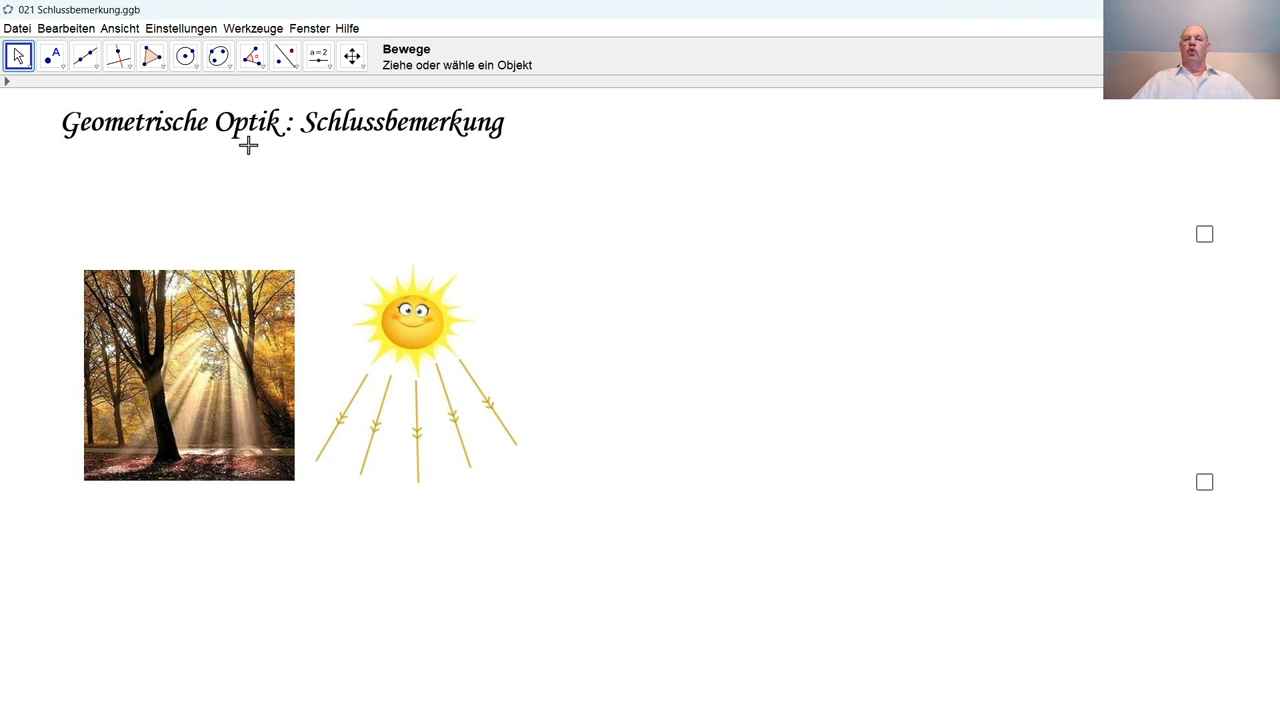 021 Schlussbemerkung.ggb
Datei Bearbeiten Ansicht Einstellungen Werkzeuge Fenster Hilfe
A
α
a=2
Bewege
Ziehe oder wähle ein Objekt
Geometrische Optik : Schlussbemerkung